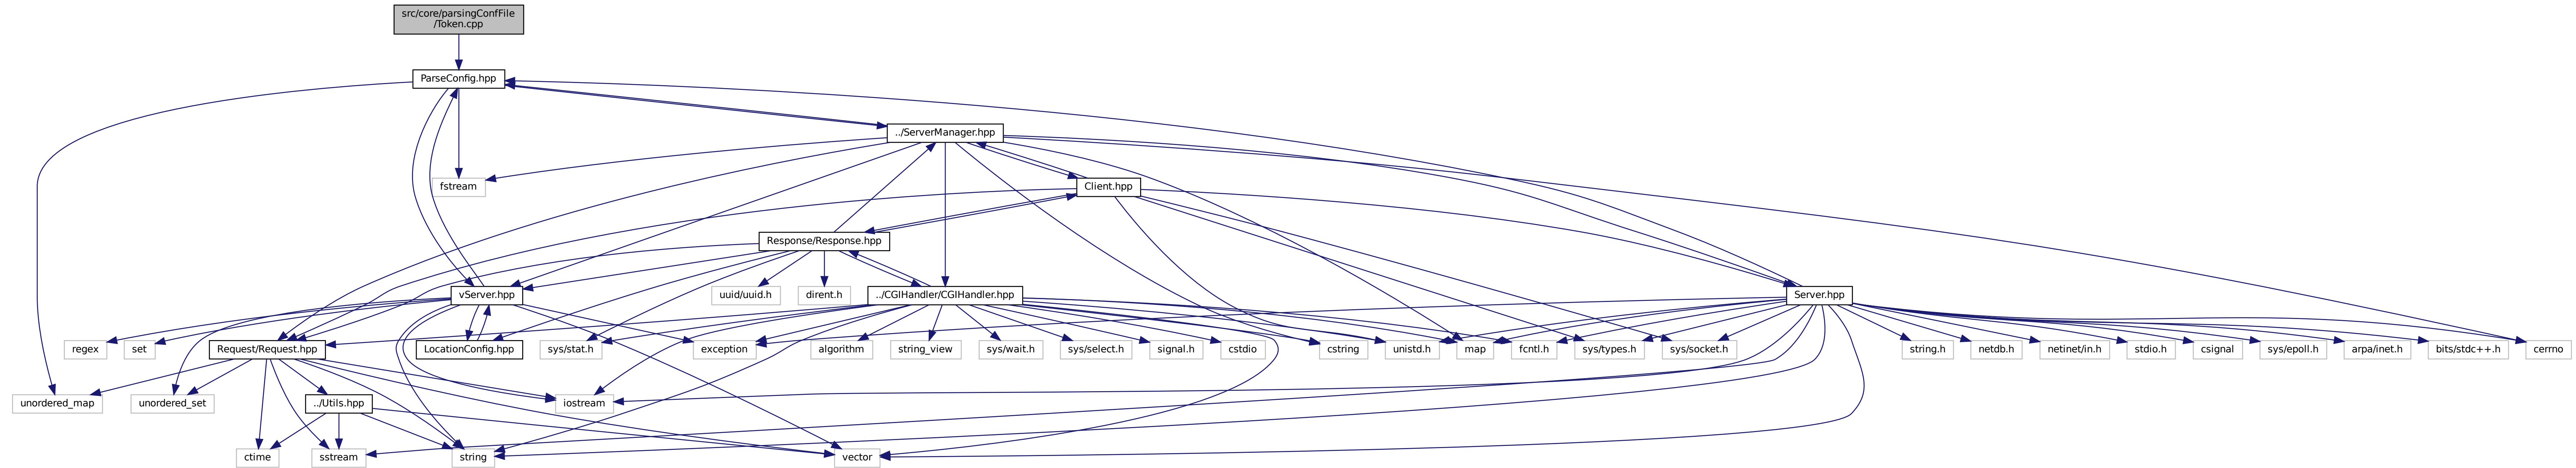 src/core/parsingConfFile
/Token.cpp
ParseConfig.hpp
../ServerManager.hpp
fstream
Client.hpp
Response/Response.hpp
vServer.hpp
uuid/uuid.h
dirent.h
../CGIHandler/CGIHandler.hpp
Server.hpp
regex
set
Request/Request.hpp
LocationConfig.hpp
sys/stat.h
exception
algorithm
string_view
sys/wait.h
sys/select.h
signal.h
cstdio
cstring
unistd.h
map
fcntl.h
sys/types.h
sys/socket.h
string.h
netdb.h
netinet/in.h
stdio.h
csignal
sys/epoll.h
arpa/inet.h
bits/stdc++.h
cerrno
unordered_map
unordered_set
../Utils.hpp
iostream
ctime
sstream
string
vector